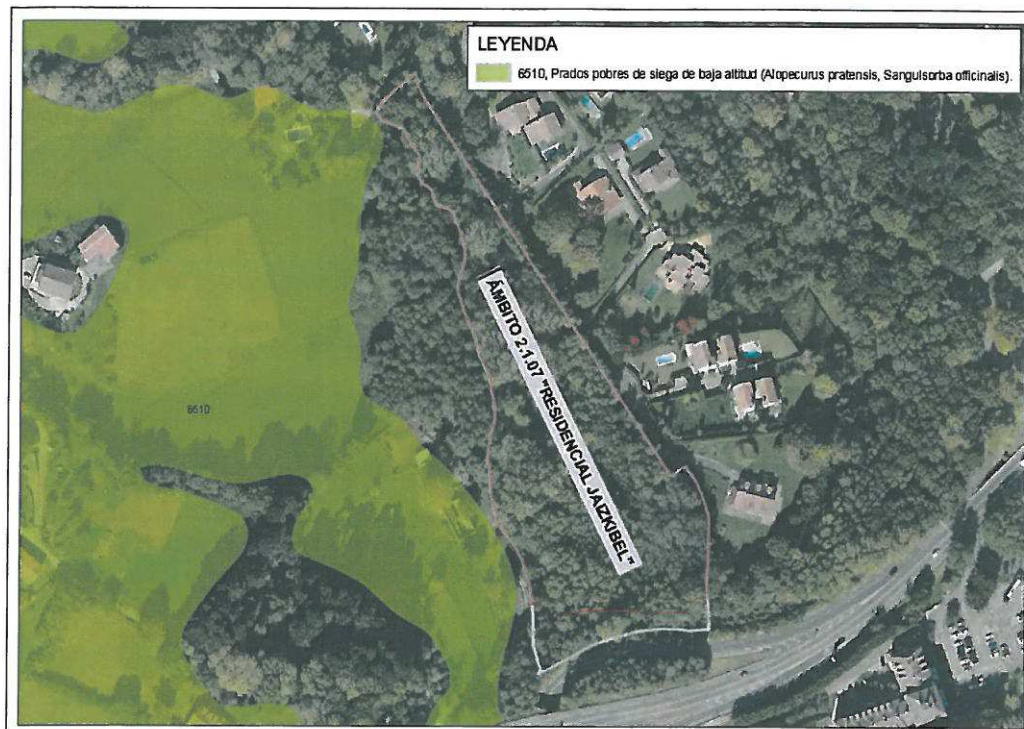 LEYENDA
6510, Prados pobres de siega de baja altitud (Alopecurus pratensis, Sanguisorba officinalis).
ÁMBITO 2.1.07 "RESIDENCIAL JAIZKIBEL"
6510